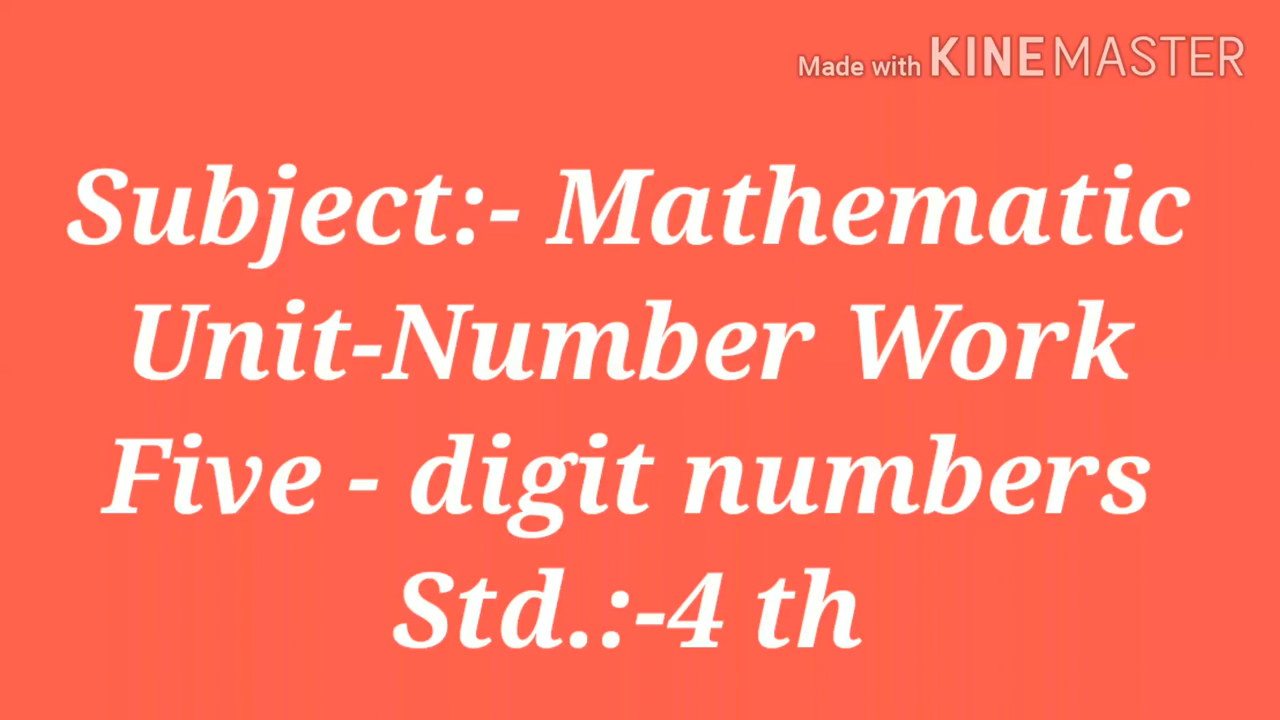 Made with KINEMASTER
Subject:- Mathematic
Unit-Number Work
Five - digit numbers
Std.:-4 th